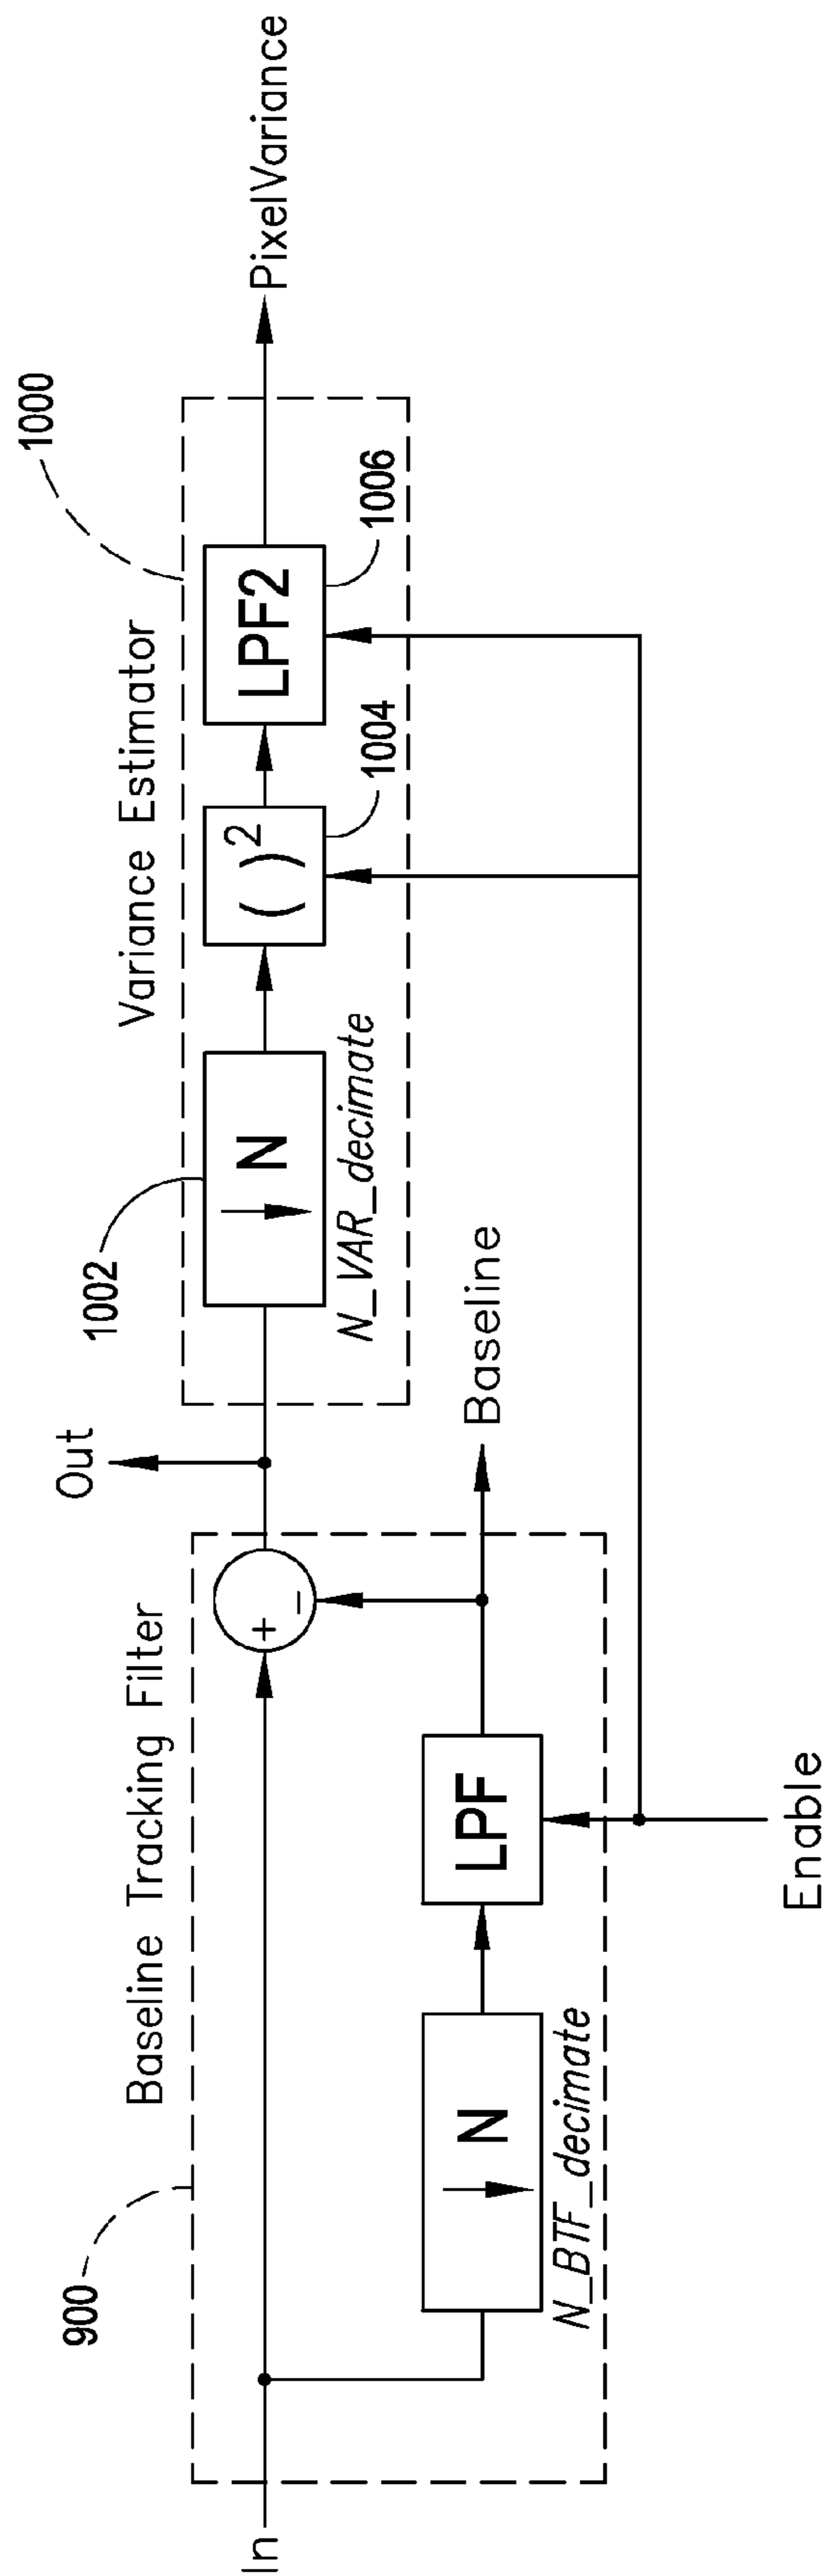 1000
Variance Estimator
1002
↓ N
N_VAR_decimate
( )²
1004
LPF2
1006
PixelVariance
Out
900
Baseline Tracking Filter
In
+
−
↓ N
N_BTF_decimate
LPF
Baseline
Enable